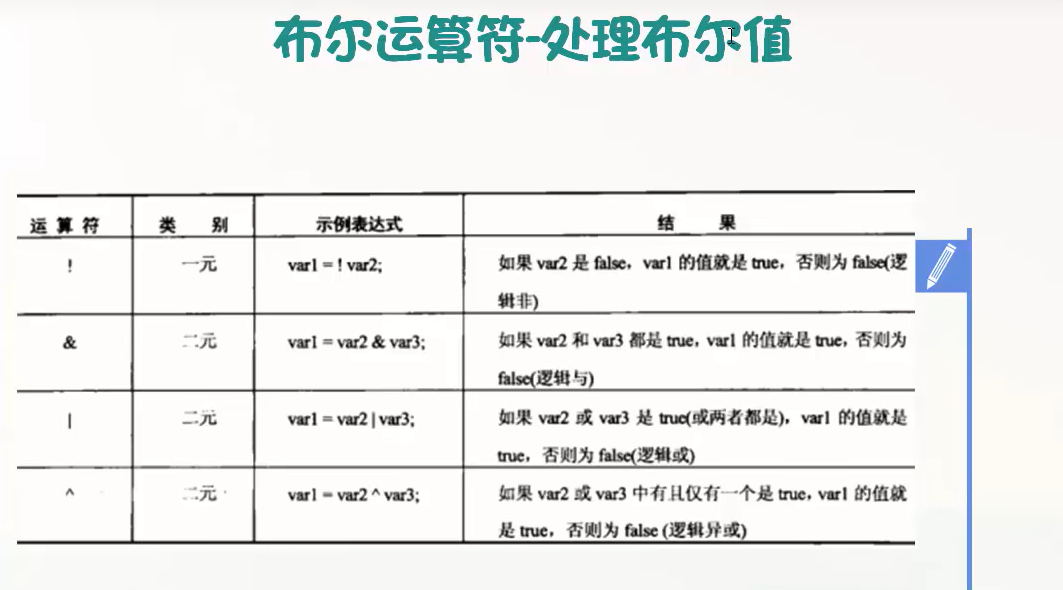 布尔运算符-处理布尔值
运算符 类别 示例表达式 结果
! 一元 var1 = ! var2; 如果 var2 是 false，var1 的值就是 true，否则为 false(逻
辑非)
& 二元 var1 = var2 & var3; 如果 var2 和 var3 都是 true, var1 的值就是 true，否则为
false(逻辑与)
| 二元 var1 = var2 | var3; 如果 var2 或 var3 是 true(或两者都是)，var1 的值就是
true，否则为 false(逻辑或)
^ 二元 var1 = var2 ^ var3; 如果 var2 或 var3 中有且仅有一个是 true, var1 的值就
是 true，否则为 false (逻辑异或)